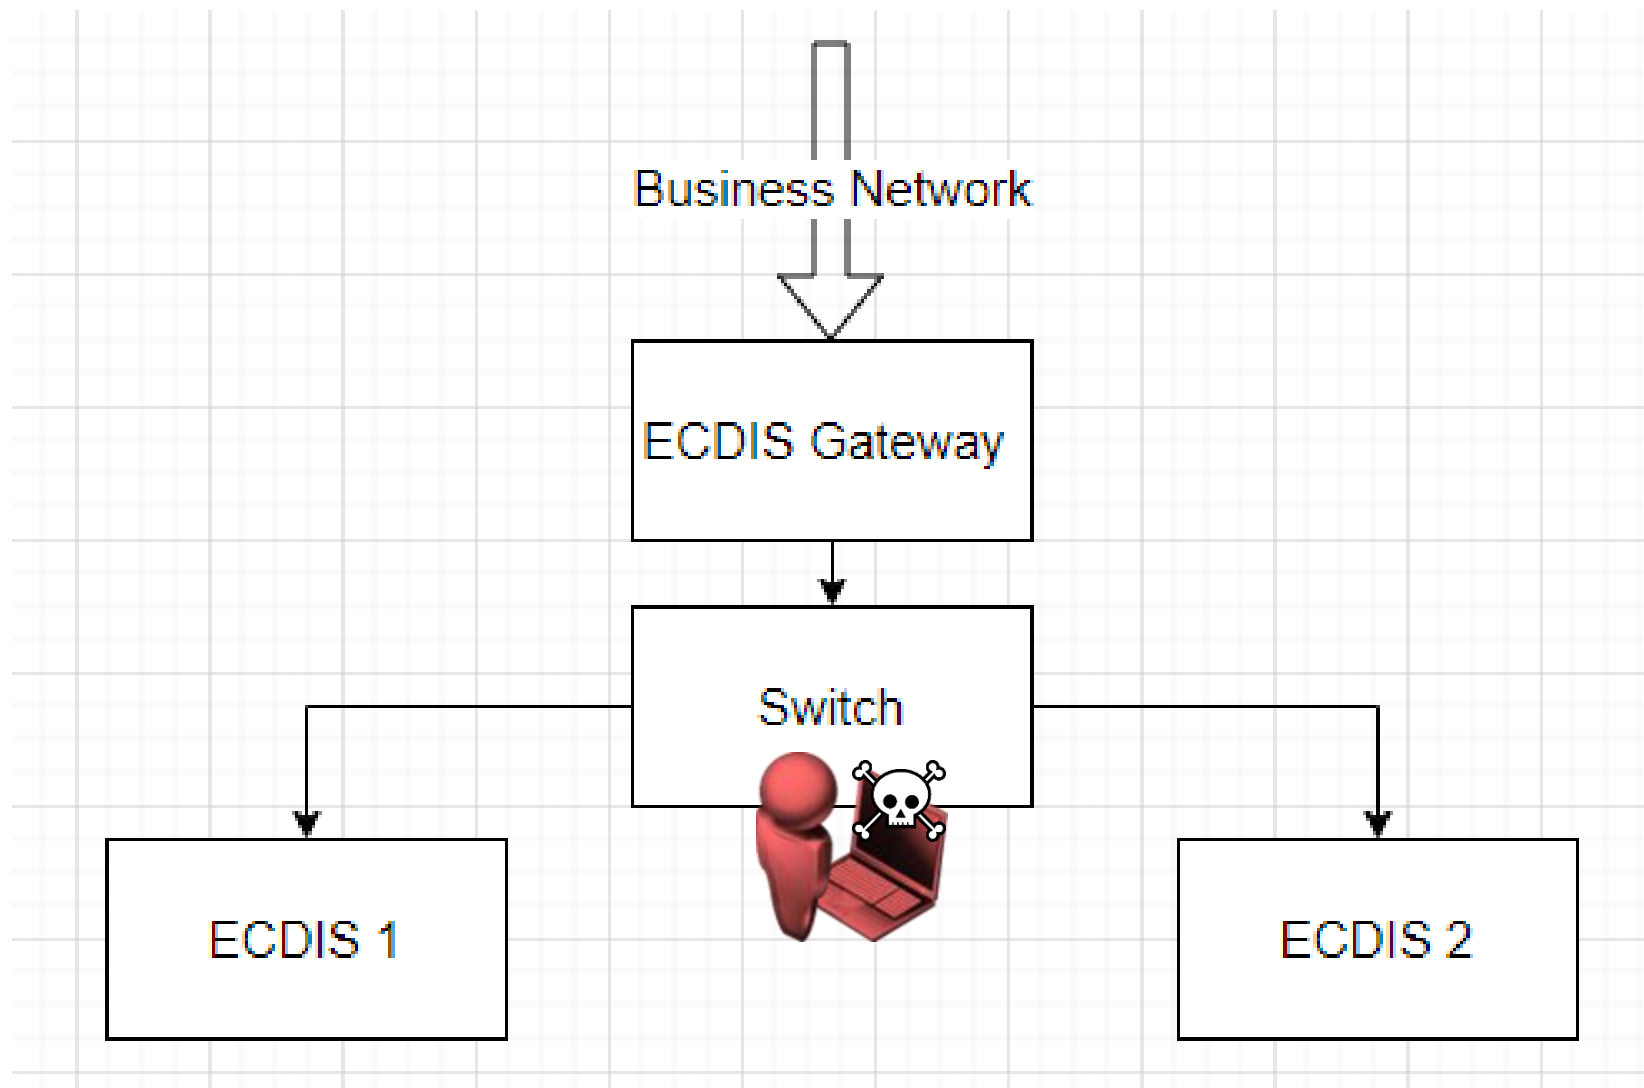 Business Network
ECDIS Gateway
Switch
ECDIS 1
ECDIS 2